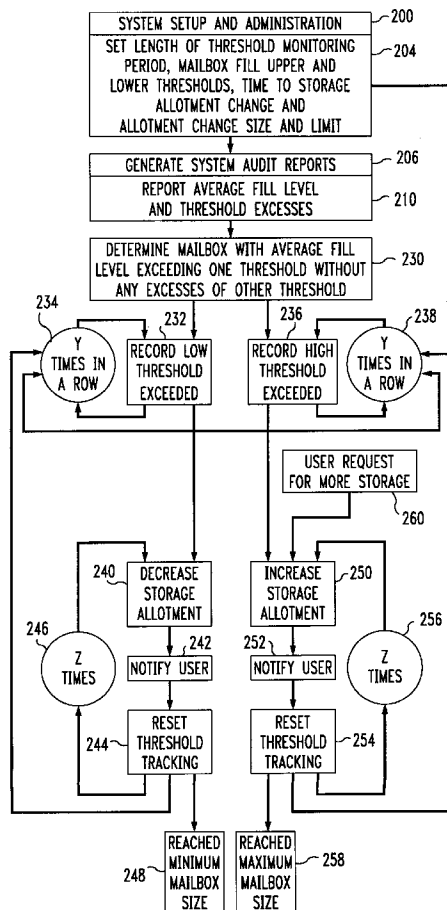 SYSTEM SETUP AND ADMINISTRATION
200
SET LENGTH OF THRESHOLD MONITORING
PERIOD, MAILBOX FILL UPPER AND
LOWER THRESHOLDS, TIME TO STORAGE
ALLOTMENT CHANGE AND
ALLOTMENT CHANGE SIZE AND LIMIT
204
GENERATE SYSTEM AUDIT REPORTS
206
REPORT AVERAGE FILL LEVEL
AND THRESHOLD EXCESSES
210
DETERMINE MAILBOX WITH AVERAGE FILL
LEVEL EXCEEDING ONE THRESHOLD WITHOUT
ANY EXCESSES OF OTHER THRESHOLD
230
234
Y
TIMES IN
A ROW
232
RECORD LOW
THRESHOLD
EXCEEDED
236
RECORD HIGH
THRESHOLD
EXCEEDED
238
Y
TIMES IN
A ROW
USER REQUEST
FOR MORE STORAGE
260
240
DECREASE
STORAGE
ALLOTMENT
INCREASE
STORAGE
ALLOTMENT
250
246
Z
TIMES
242
NOTIFY USER
252
NOTIFY USER
256
Z
TIMES
244
RESET
THRESHOLD
TRACKING
RESET
THRESHOLD
TRACKING
254
248
REACHED
MINIMUM
MAILBOX
SIZE
REACHED
MAXIMUM
MAILBOX
SIZE
258